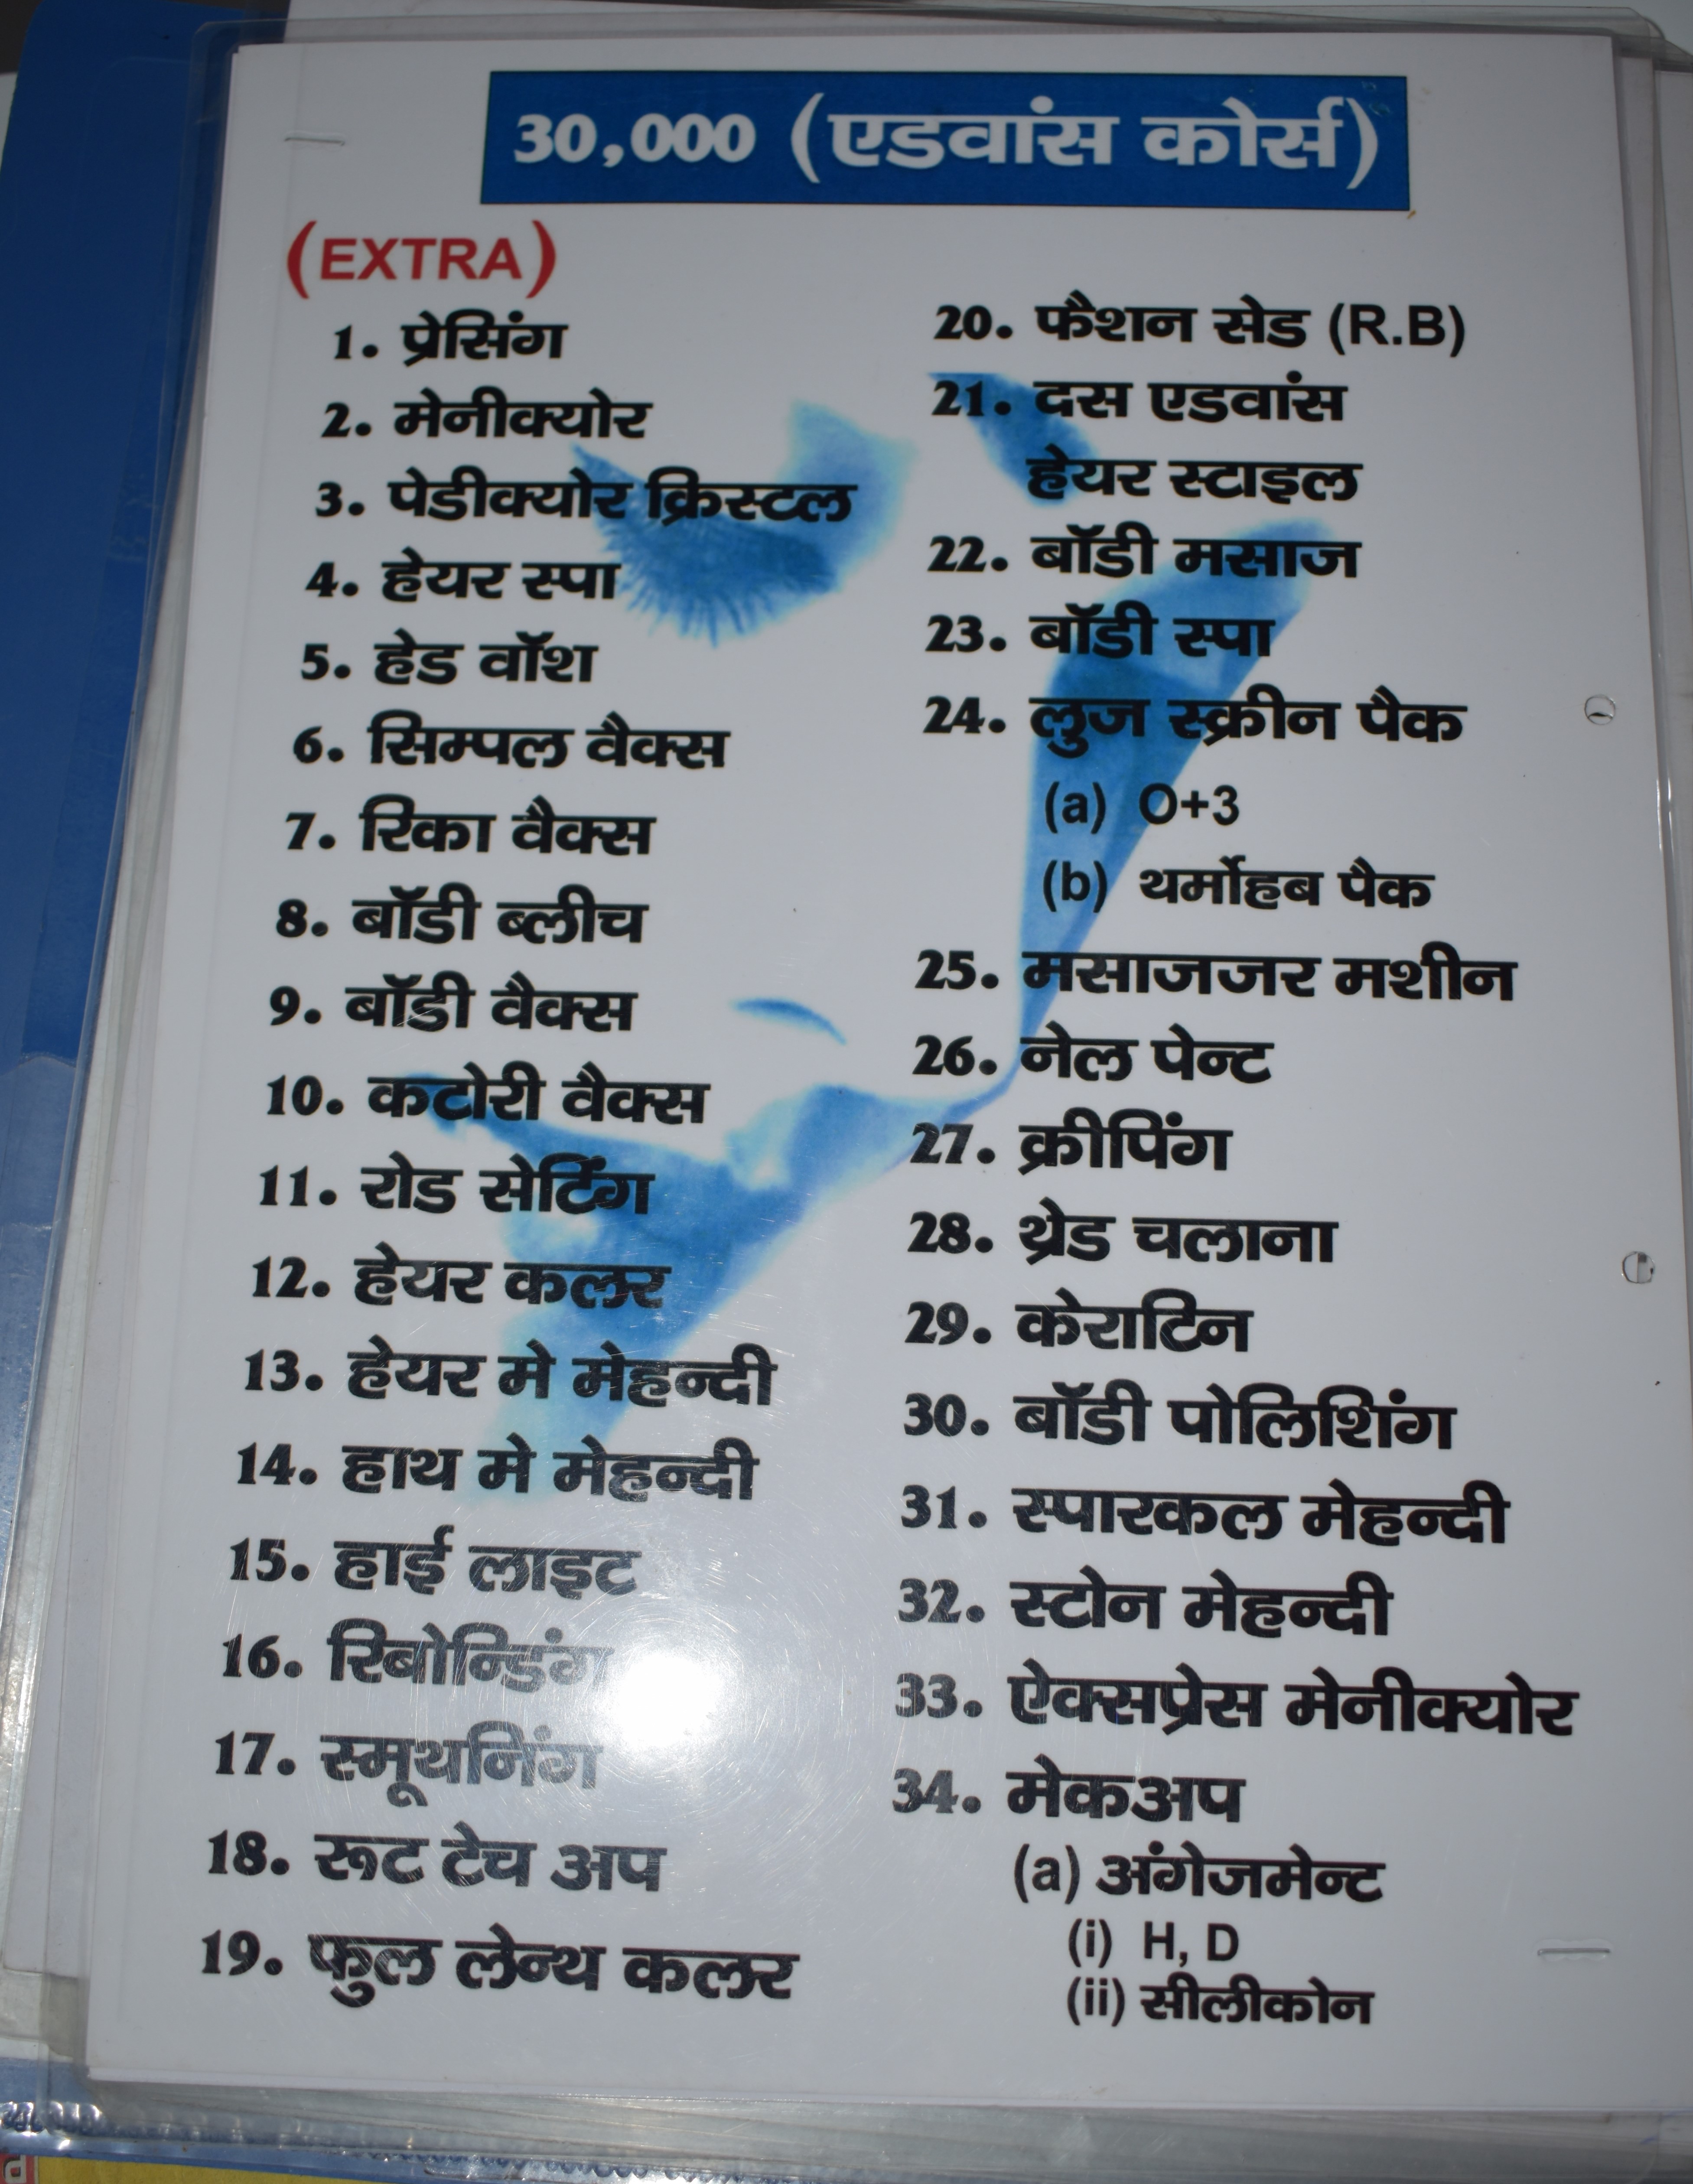 30,000 (एडवांस कोर्स)
(EXTRA)
1. प्रेसिंग
2. मेनीक्योर
3. पेडीक्योर क्रिस्टल
4. हेयर स्पा
5. हेड वॉश
6. सिम्पल वैक्स
7. रिका वैक्स
8. बॉडी ब्लीच
9. बॉडी वैक्स
10. कटोरी वैक्स
11. रोड सेटिंग
12. हेयर कलर
13. हेयर मे मेहन्दी
14. हाथ मे मेहन्दी
15. हाई लाइट
16. रिबोन्डिंग
17. स्मूथनिंग
18. रूट टेच अप
19. फुल लेन्थ कलर
20. फैशन सेड (R.B)
21. दस एडवांस
हेयर स्टाइल
22. बॉडी मसाज
23. बॉडी स्पा
24. लुज स्क्रीन पैक
(a) O+3
(b) थर्मोहब पैक
25. मसाजजर मशीन
26. नेल पेन्ट
27. क्रीपिंग
28. थ्रेड चलाना
29. केराटिन
30. बॉडी पोलिशिंग
31. स्पारकल मेहन्दी
32. स्टोन मेहन्दी
33. ऐक्सप्रेस मेनीक्योर
34. मेकअप
(a) अंगेजमेन्ट
(i) H, D
(ii) सीलीकोन